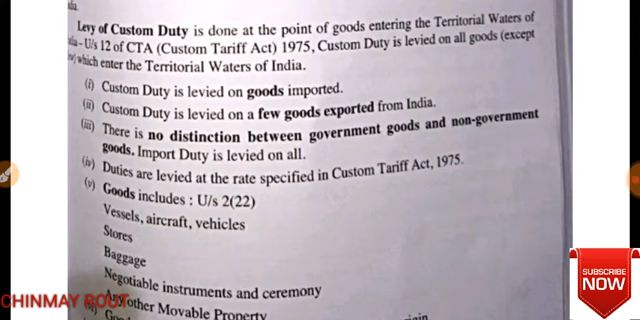 Levy of Custom Duty is done at the point of goods entering the Territorial Waters of
– U/s 12 of CTA (Custom Tariff Act) 1975, Custom Duty is levied on all goods (except
which enter the Territorial Waters of India.
(i) Custom Duty is levied on goods imported.
(ii) Custom Duty is levied on a few goods exported from India.
(iii) There is no distinction between government goods and non-government
goods. Import Duty is levied on all.
(iv) Duties are levied at the rate specified in Custom Tariff Act, 1975.
(v) Goods includes : U/s 2(22)
Vessels, aircraft, vehicles
Stores
Baggage
Negotiable instruments and ceremony
Any other Movable Property
CHINMAY ROUT
SUBSCRIBE
NOW